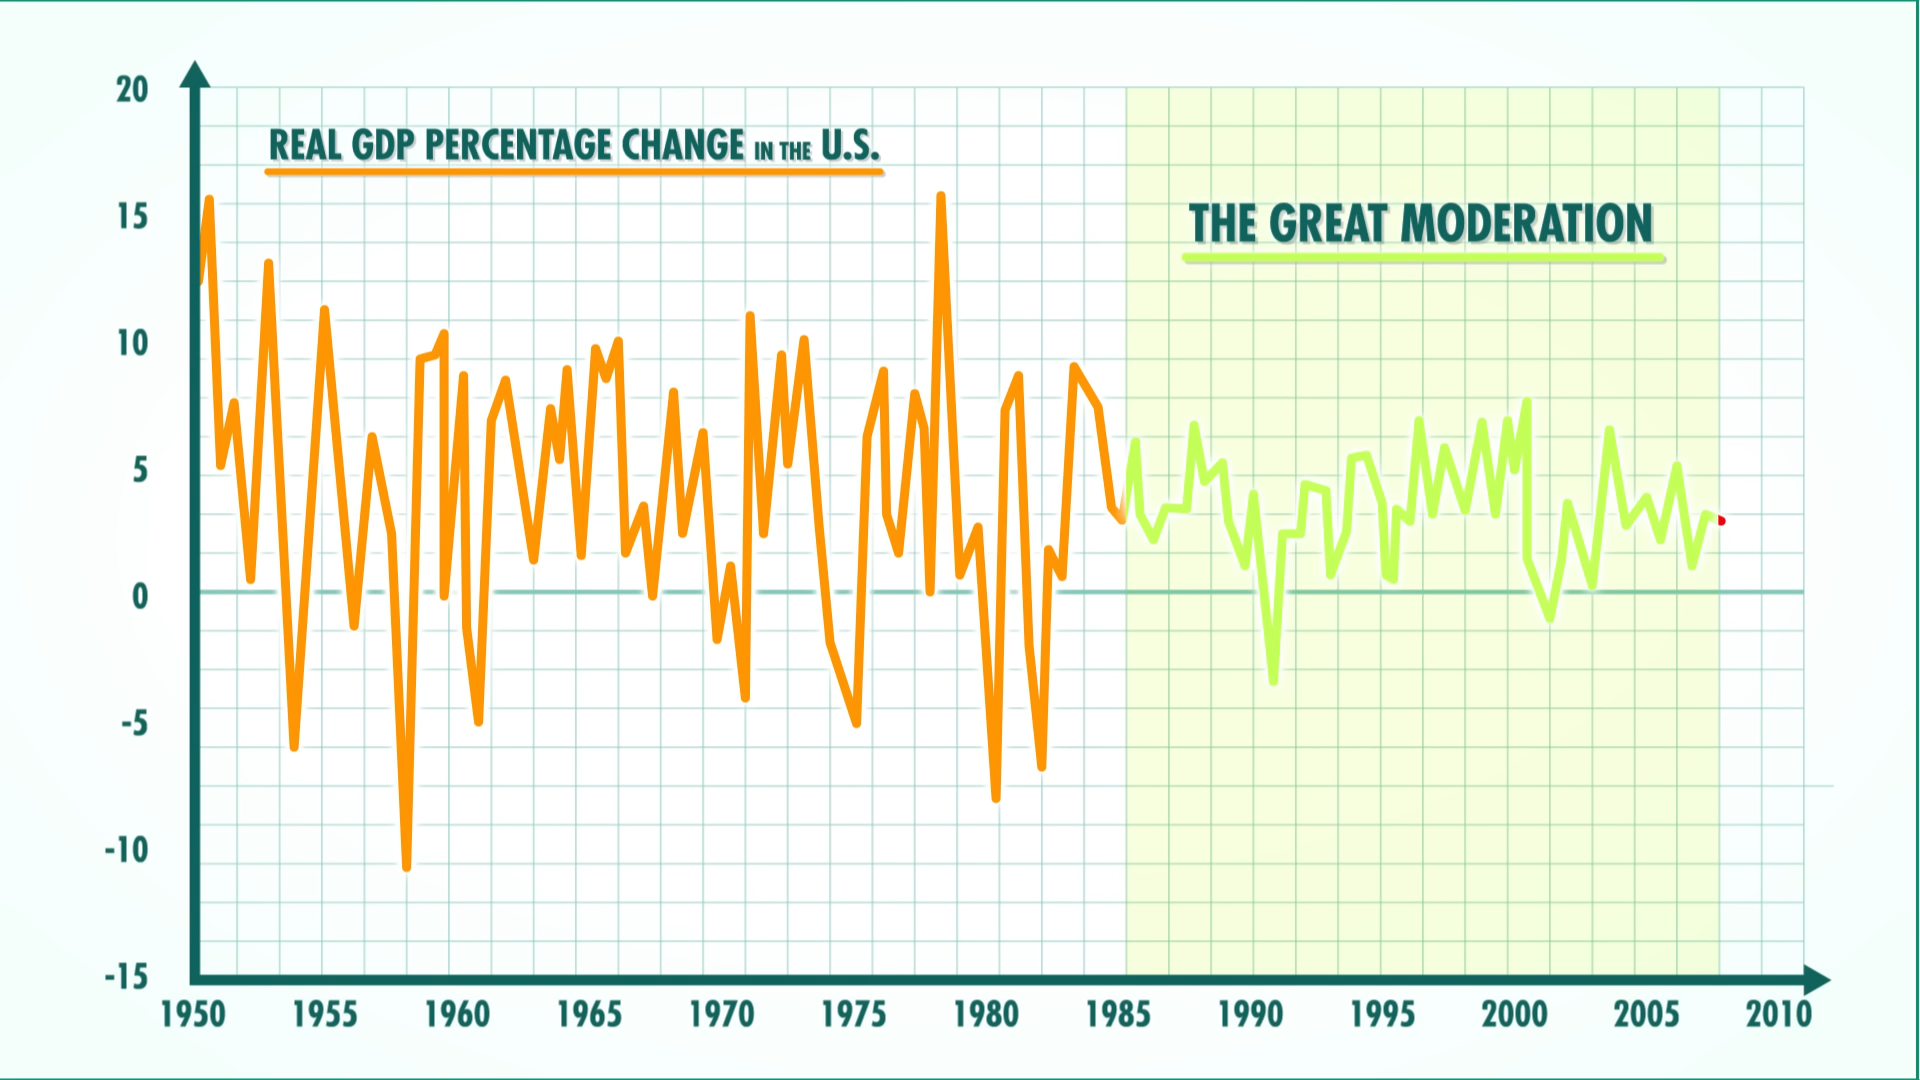 20
REAL GDP PERCENTAGE CHANGE IN THE U.S.
15
THE GREAT MODERATION
10
5
0
-5
-10
-15
1950 1955 1960 1965 1970 1975 1980 1985 1990 1995 2000 2005 2010